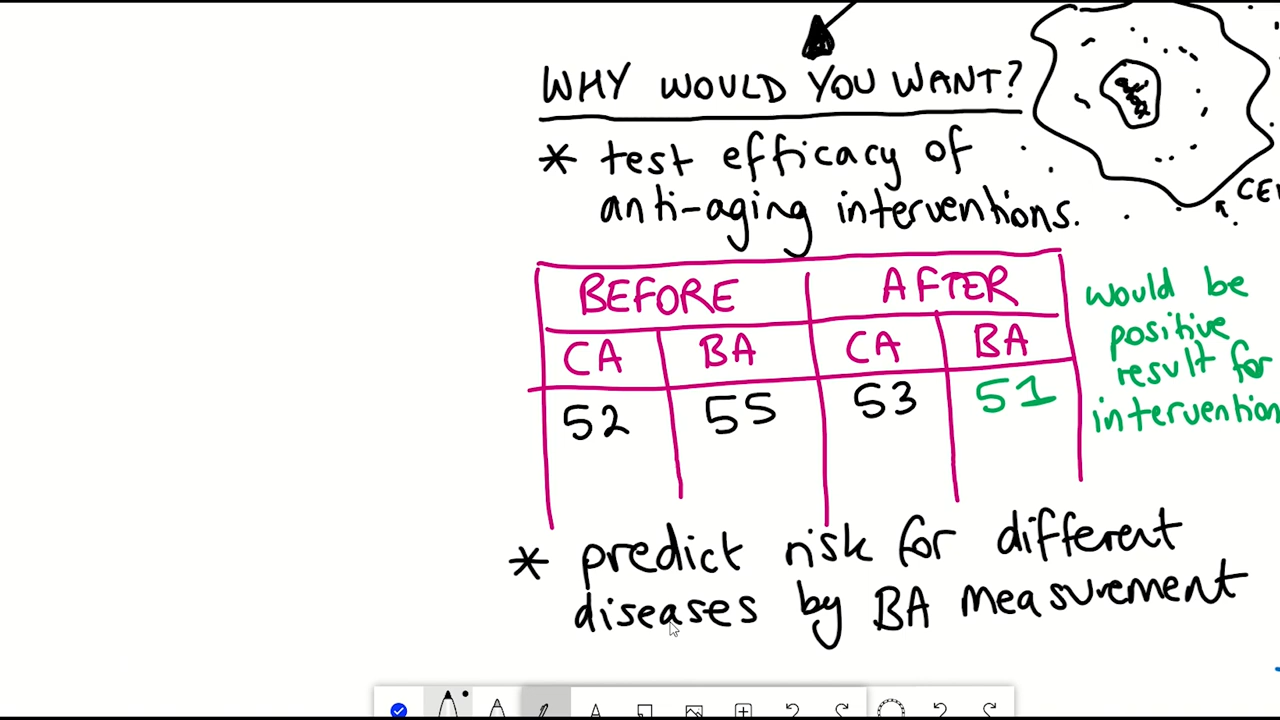 WHY WOULD YOU WANT?
* test efficacy of
anti-aging interventions.
BEFORE AFTER
CA BA CA BA
52 55 53 51
would be
positive
result for
intervention
* predict risk for different
diseases by BA measurement